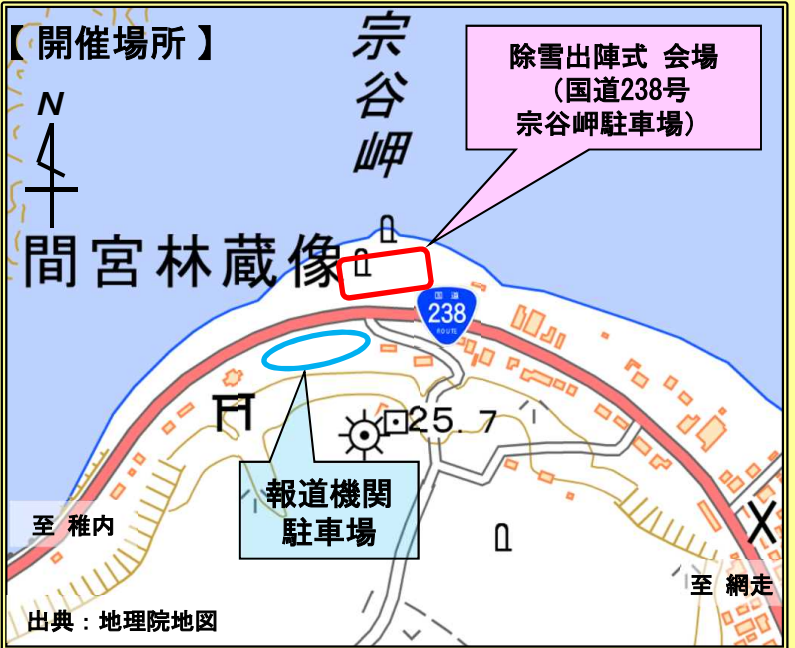 【 開催場所 】
N
宗谷岬
除雪出陣式 会場
（国道238号
宗谷岬駐車場）
間宮林蔵像
国道
238
ROUTE
25.7
報道機関
駐車場
至 稚内
至 網走
出典：地理院地図